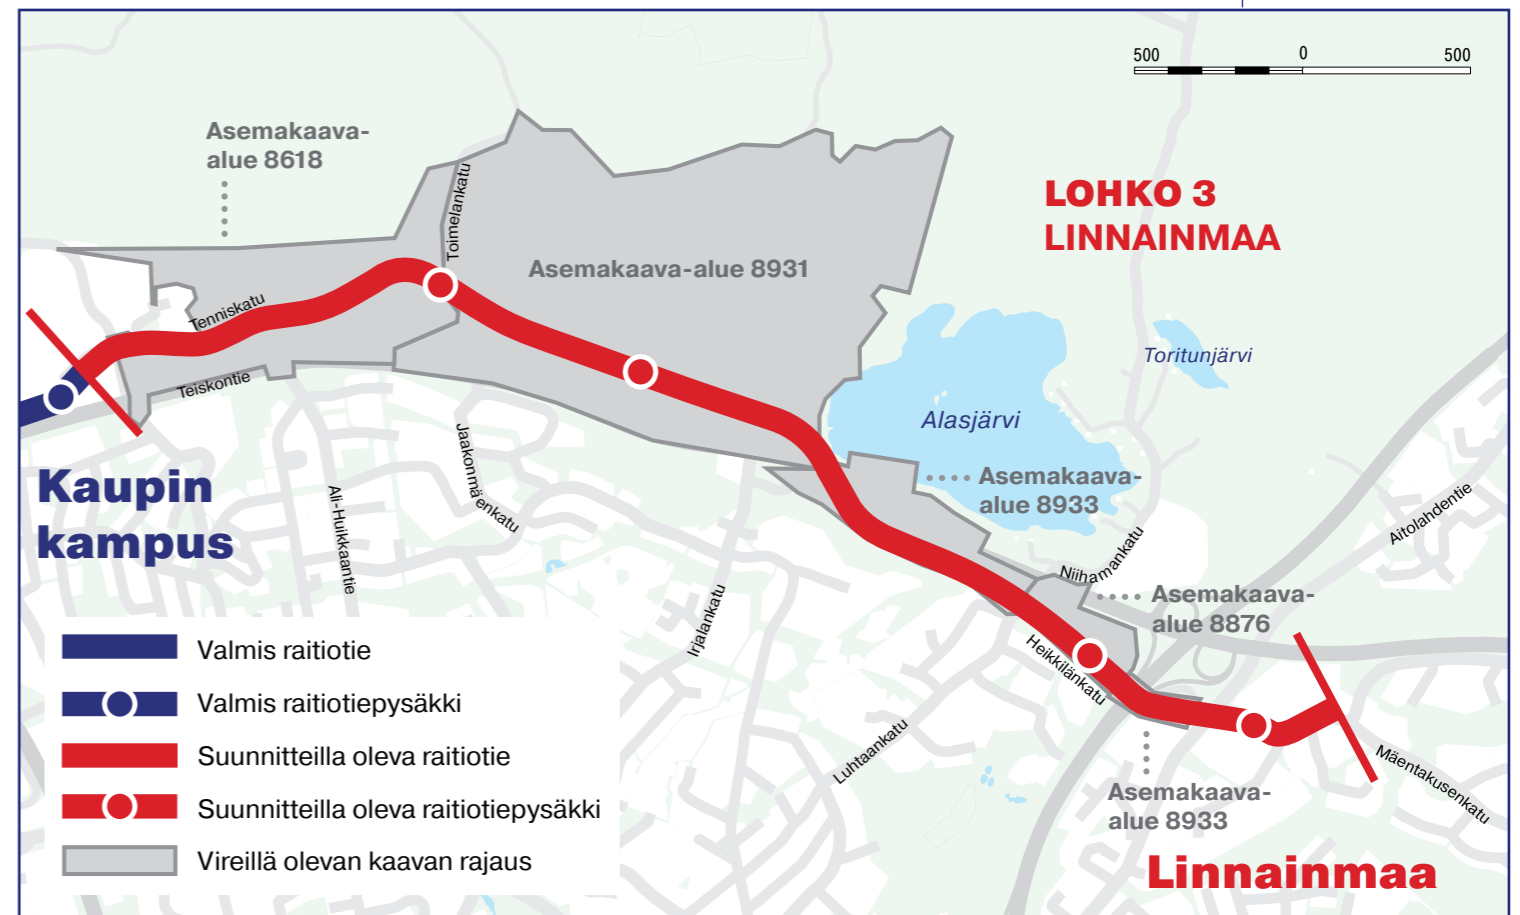 500 0 500
Asemakaava-
alue 8618
Toimelankatu
LOHKO 3
LINNAINMAA
Asemakaava-alue 8931
Tenniskatu
Teiskontie
Toritunjärvi
Alasjärvi
Kaupin
kampus
Ali-Huikkaantie
Jaakonmäenkatu
Asemakaava-
alue 8933
Aitolahdentie
Niihamankatu
Asemakaava-
alue 8876
Irjalankatu
Heikkilänkatu
Luhtaankatu
Mäentakusenkatu
Asemakaava-
alue 8933
Linnainmaa
Valmis raitiotie
Valmis raitiotiepysäkki
Suunnitteilla oleva raitiotie
Suunnitteilla oleva raitiotiepysäkki
Vireillä olevan kaavan rajaus